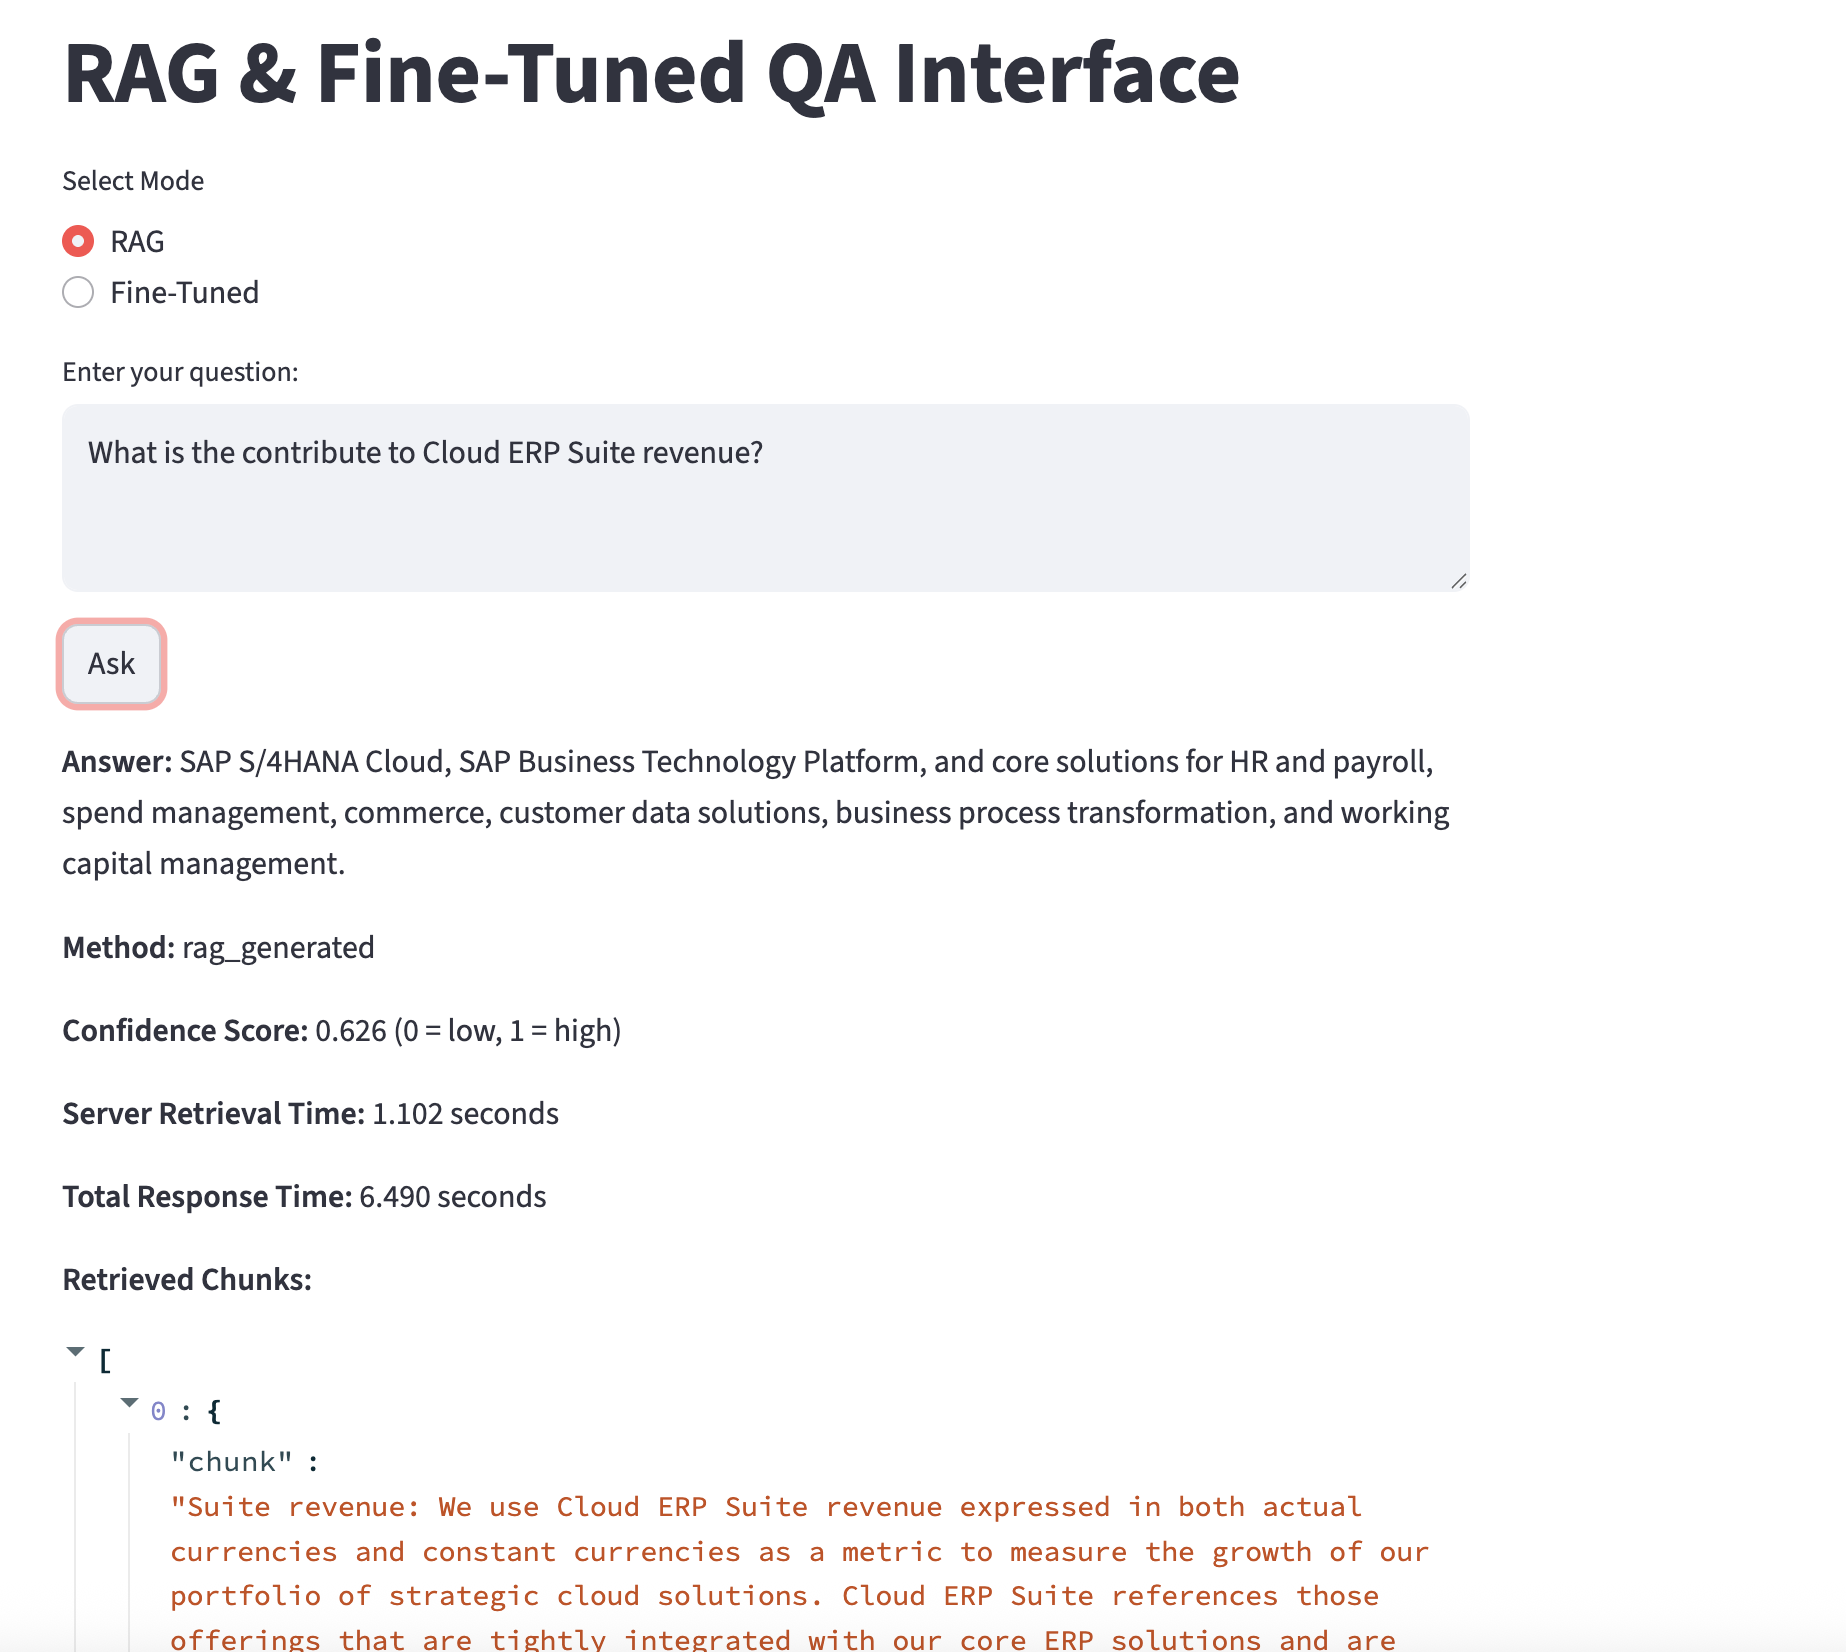 RAG & Fine-Tuned QA Interface
Select Mode
RAG
Fine-Tuned
Enter your question:
What is the contribute to Cloud ERP Suite revenue?
Ask
Answer: SAP S/4HANA Cloud, SAP Business Technology Platform, and core solutions for HR and payroll,
spend management, commerce, customer data solutions, business process transformation, and working
capital management.
Method: rag_generated
Confidence Score: 0.626 (0 = low, 1 = high)
Server Retrieval Time: 1.102 seconds
Total Response Time: 6.490 seconds
Retrieved Chunks:
[
0 : {
"chunk" :
"Suite revenue: We use Cloud ERP Suite revenue expressed in both actual
currencies and constant currencies as a metric to measure the growth of our
portfolio of strategic cloud solutions. Cloud ERP Suite references those
offerings that are tightly integrated with our core ERP solutions and are